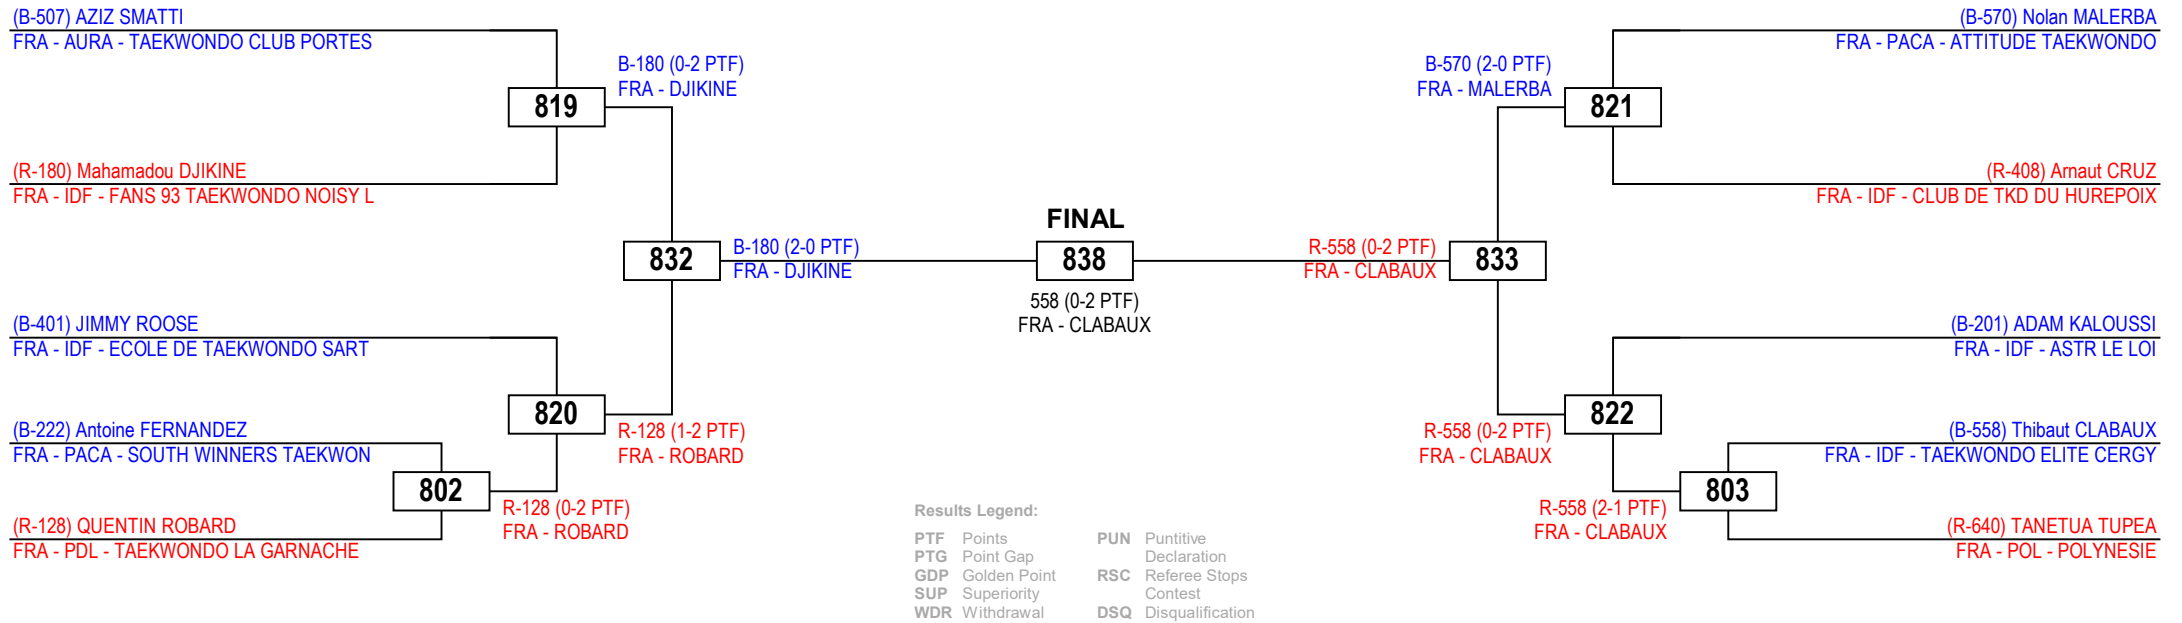 (B-507) AZIZ SMATTI
FRA - AURA - TAEKWONDO CLUB PORTES
B-180 (0-2 PTF)
FRA - DJIKINE
819
(R-180) Mahamadou DJIKINE
FRA - IDF - FANS 93 TAEKWONDO NOISY L
832
B-180 (2-0 PTF)
FRA - DJIKINE
(B-401) JIMMY ROOSE
FRA - IDF - ECOLE DE TAEKWONDO SART
820
R-128 (1-2 PTF)
FRA - ROBARD
(B-222) Antoine FERNANDEZ
FRA - PACA - SOUTH WINNERS TAEKWON
802
R-128 (0-2 PTF)
FRA - ROBARD
(R-128) QUENTIN ROBARD
FRA - PDL - TAEKWONDO LA GARNACHE
FINAL
838
558 (0-2 PTF)
FRA - CLABAUX
(B-570) Nolan MALERBA
FRA - PACA - ATTITUDE TAEKWONDO
B-570 (2-0 PTF)
FRA - MALERBA
821
(R-408) Arnaut CRUZ
FRA - IDF - CLUB DE TKD DU HUREPOIX
R-558 (0-2 PTF)
FRA - CLABAUX
833
(B-201) ADAM KALOUSSI
FRA - IDF - ASTR LE LOI
822
R-558 (0-2 PTF)
FRA - CLABAUX
(B-558) Thibaut CLABAUX
FRA - IDF - TAEKWONDO ELITE CERGY
803
R-558 (2-1 PTF)
FRA - CLABAUX
(R-640) TANETUA TUPEA
FRA - POL - POLYNESIE
Results Legend:
PTF Points
PTG Point Gap
GDP Golden Point
SUP Superiority
WDR Withdrawal
PUN Puntitive
Declaration
RSC Referee Stops
Contest
DSQ Disqualification